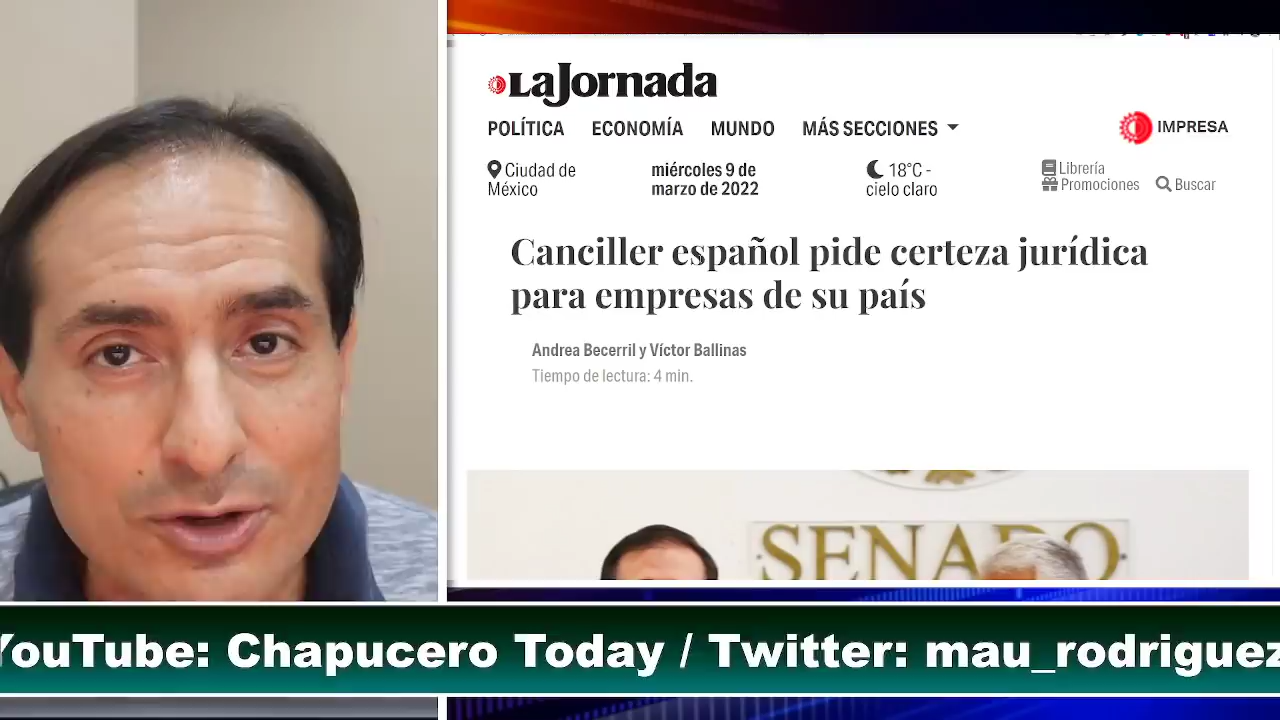 LaJornada
POLÍTICA ECONOMÍA MUNDO MÁS SECCIONES IMPRESA
Ciudad de México
miércoles 9 de marzo de 2022
18°C - cielo claro
Librería
Promociones
Buscar
Canciller español pide certeza jurídica
para empresas de su país
Andrea Becerril y Víctor Ballinas
Tiempo de lectura: 4 min.
SENADO
YouTube: Chapucero Today / Twitter: mau_rodriguez